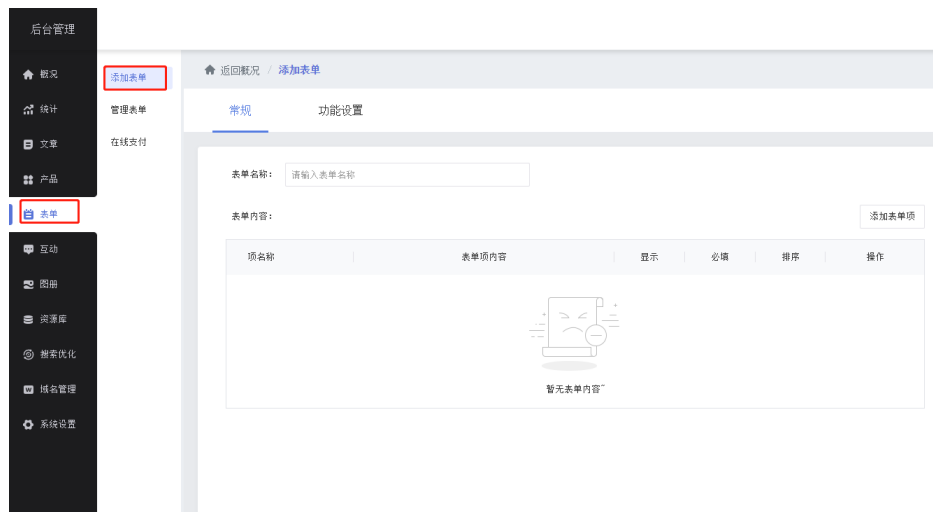 后台管理
概况
统计
文章
产品
表单
互动
图册
资源库
搜索优化
域名管理
系统设置
添加表单
管理表单
在线支付
返回概况 / 添加表单
常规 功能设置
表单名称: 请输入表单名称
表单内容: 添加表单项
项名称 表单项内容 显示 必填 排序 操作
暂无表单内容~